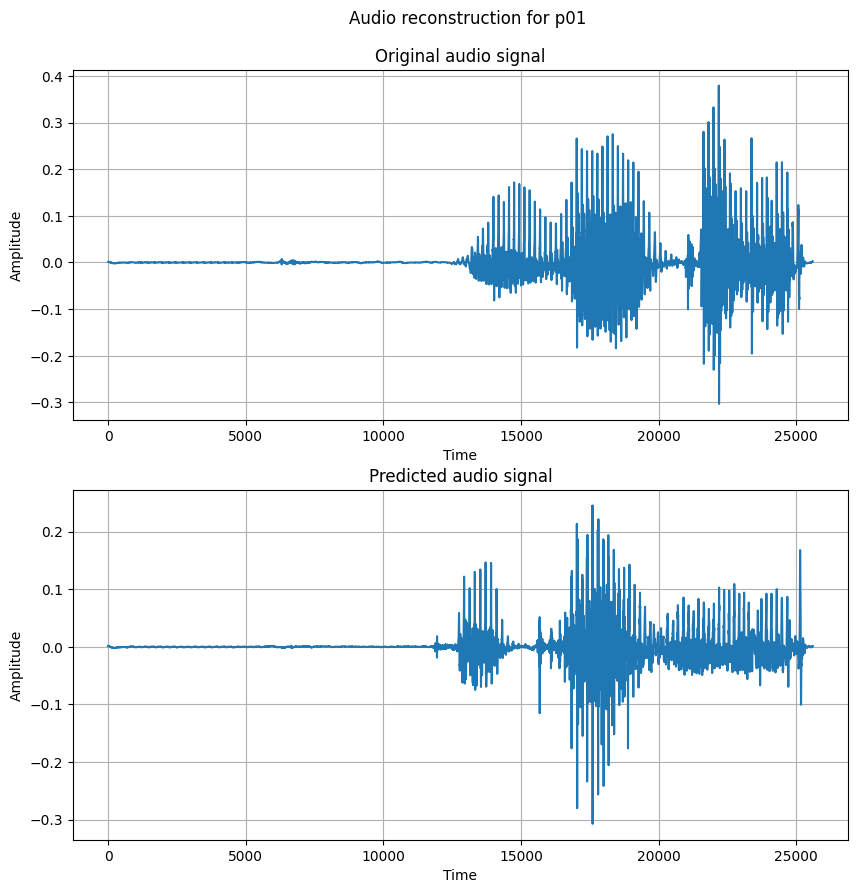 Audio reconstruction for p01
Original audio signal
0.4
0.3
0.2
0.1
0.0
−0.1
−0.2
−0.3
Amplitude
0 5000 10000 15000 20000 25000
Time
Predicted audio signal
0.2
0.1
0.0
−0.1
−0.2
−0.3
Amplitude
0 5000 10000 15000 20000 25000
Time